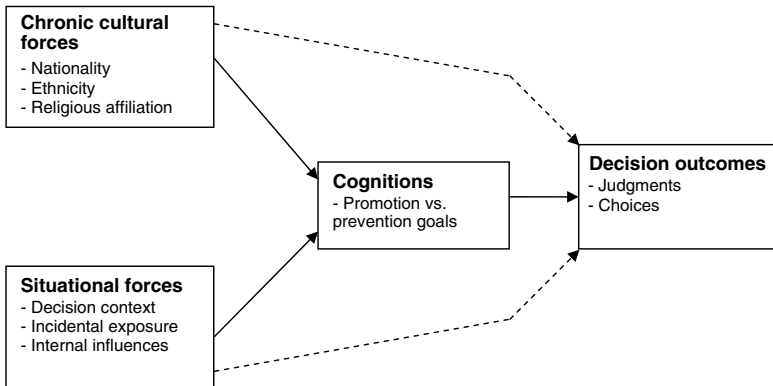 Chronic cultural
forces
- Nationality
- Ethnicity
- Religious affiliation
Cognitions
- Promotion vs.
prevention goals
Decision outcomes
- Judgments
- Choices
Situational forces
- Decision context
- Incidental exposure
- Internal influences